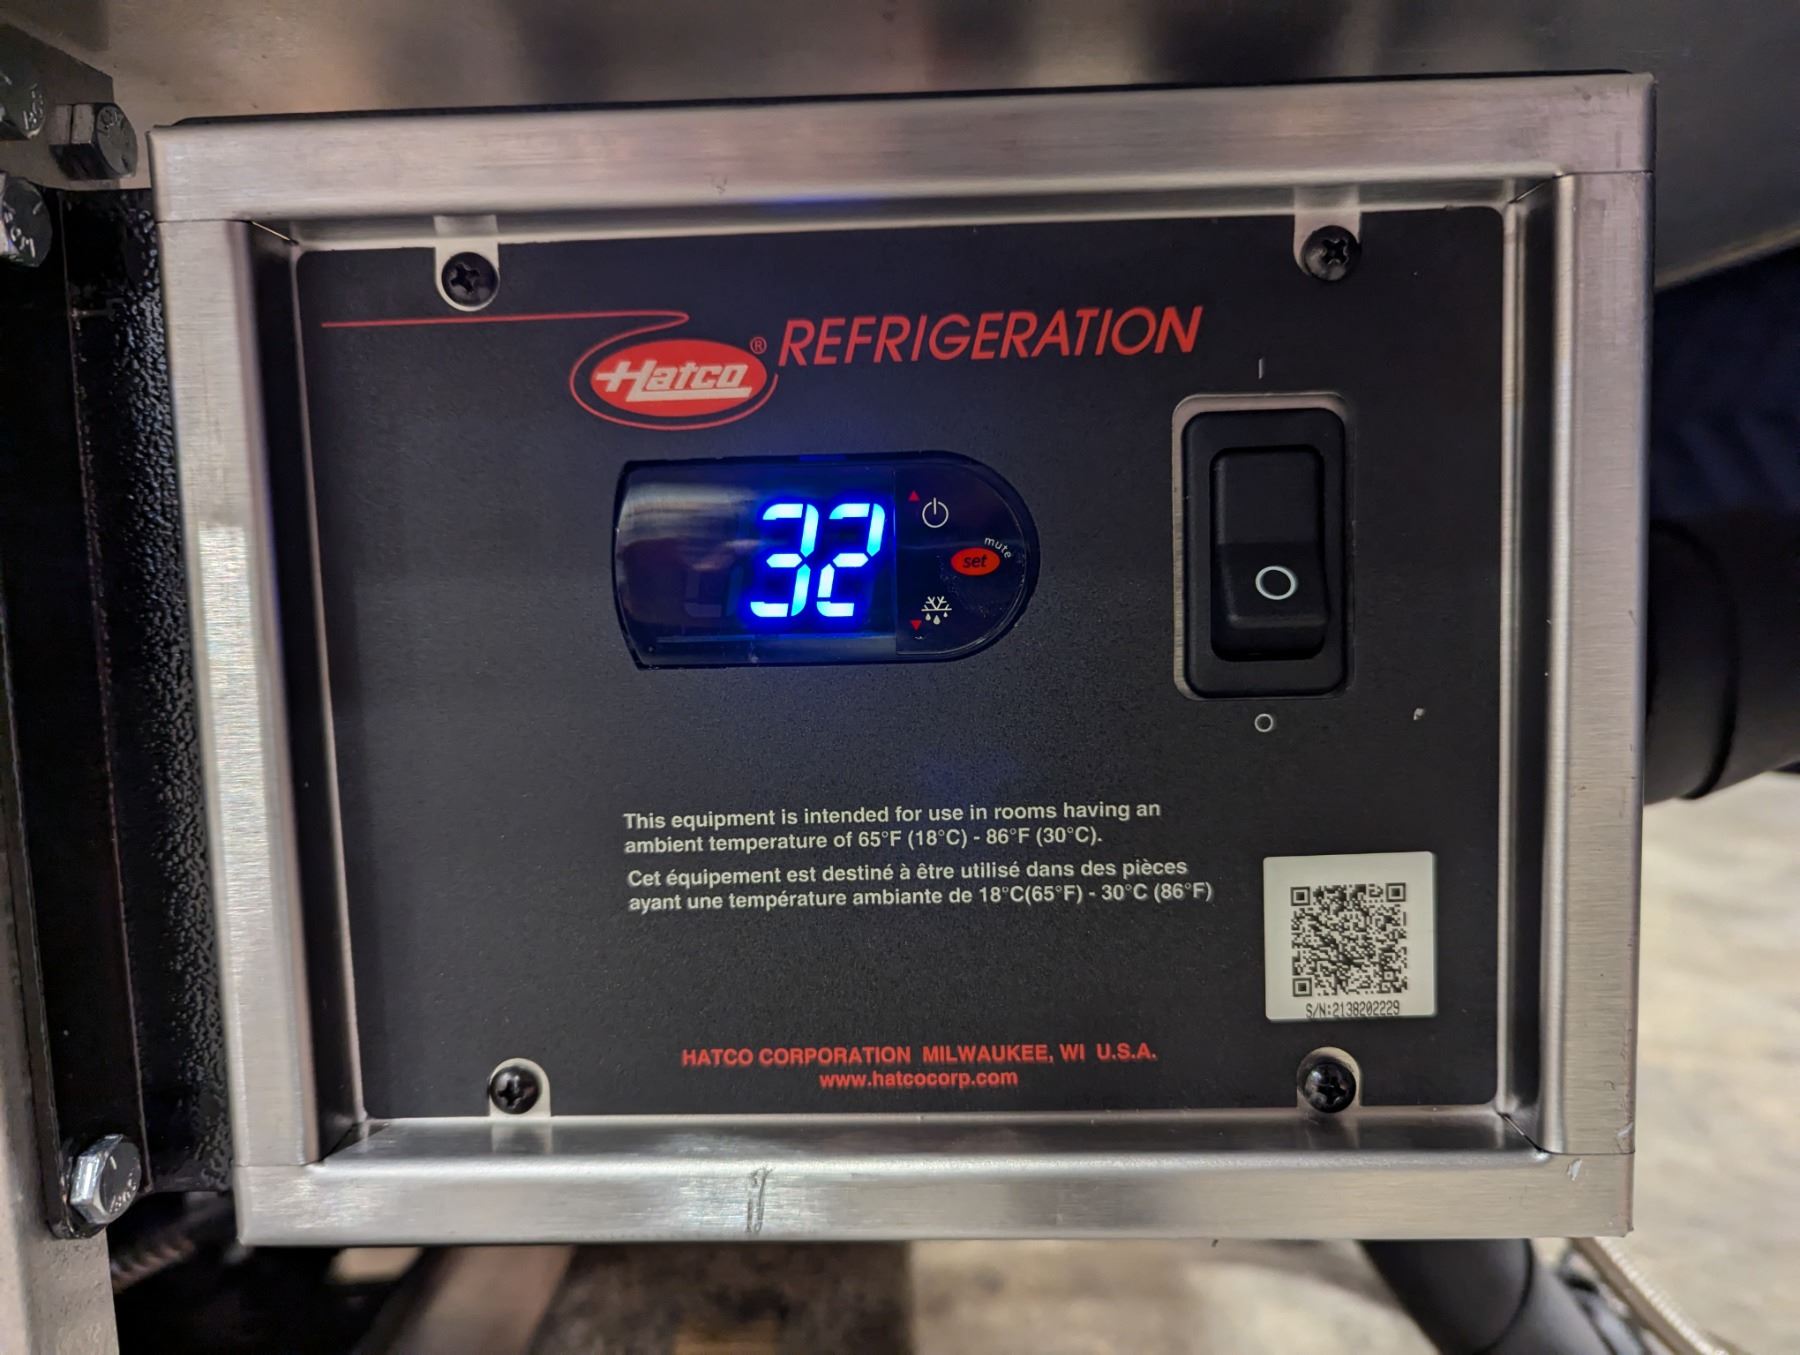 Hatco® REFRIGERATION
32
mute
set
This equipment is intended for use in rooms having an
ambient temperature of 65°F (18°C) - 86°F (30°C).
Cet équipement est destiné à être utilisé dans des pièces
ayant une température ambiante de 18°C(65°F) - 30°C (86°F)
S/N:2138202229
HATCO CORPORATION MILWAUKEE, WI U.S.A.
www.hatcocorp.com